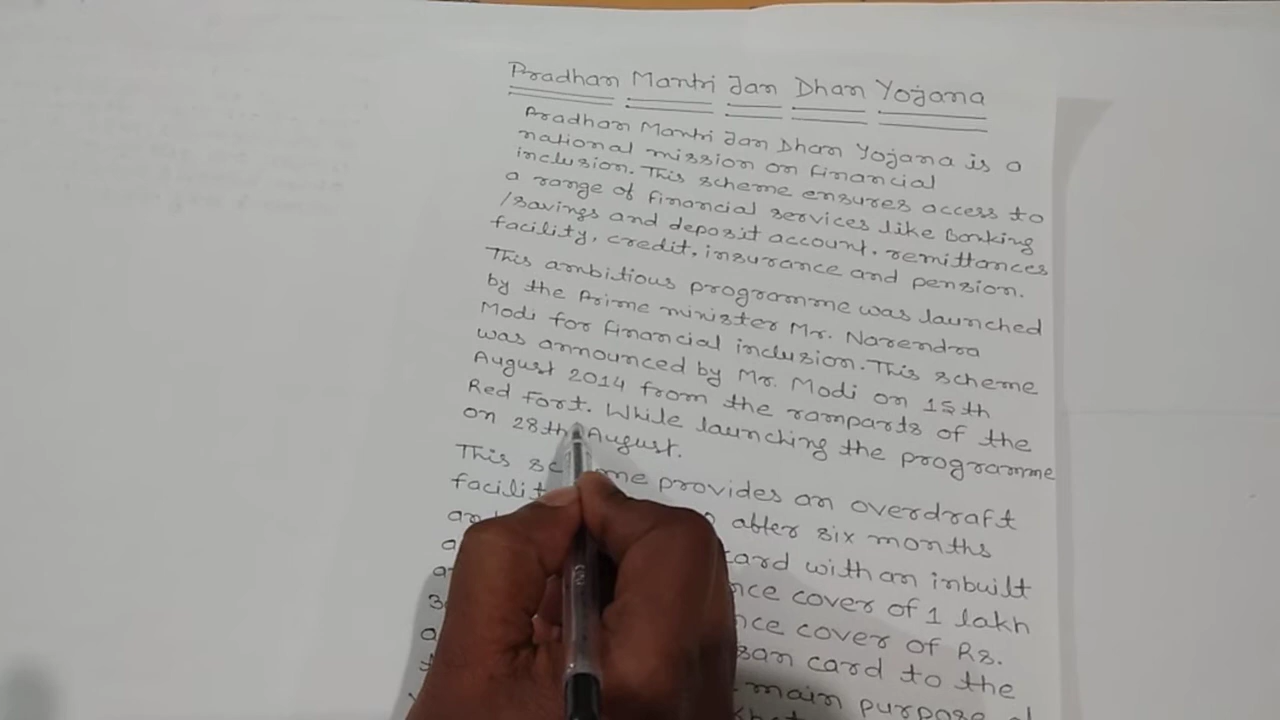 Pradhan Mantri Jan Dhan Yojana
Pradhan Mantri Jan Dhan Yojana is a
national mission on financial
inclusion. This scheme ensures access to
a range of financial services like Banking
/savings and deposit account, remittances
facility, credit, insurance and pension.
This ambitious programme was launched
by the Prime minister Mr. Narendra
Modi for financial inclusion. This scheme
was announced by Mr. Modi on 15th
August 2014 from the ramparts of the
Red Fort. While launching the programme
on 28th August.
This provides an overdraft
after six months
card with an inbuilt
cover of 1 lakh
cover of Rs.
card to the
main purpose